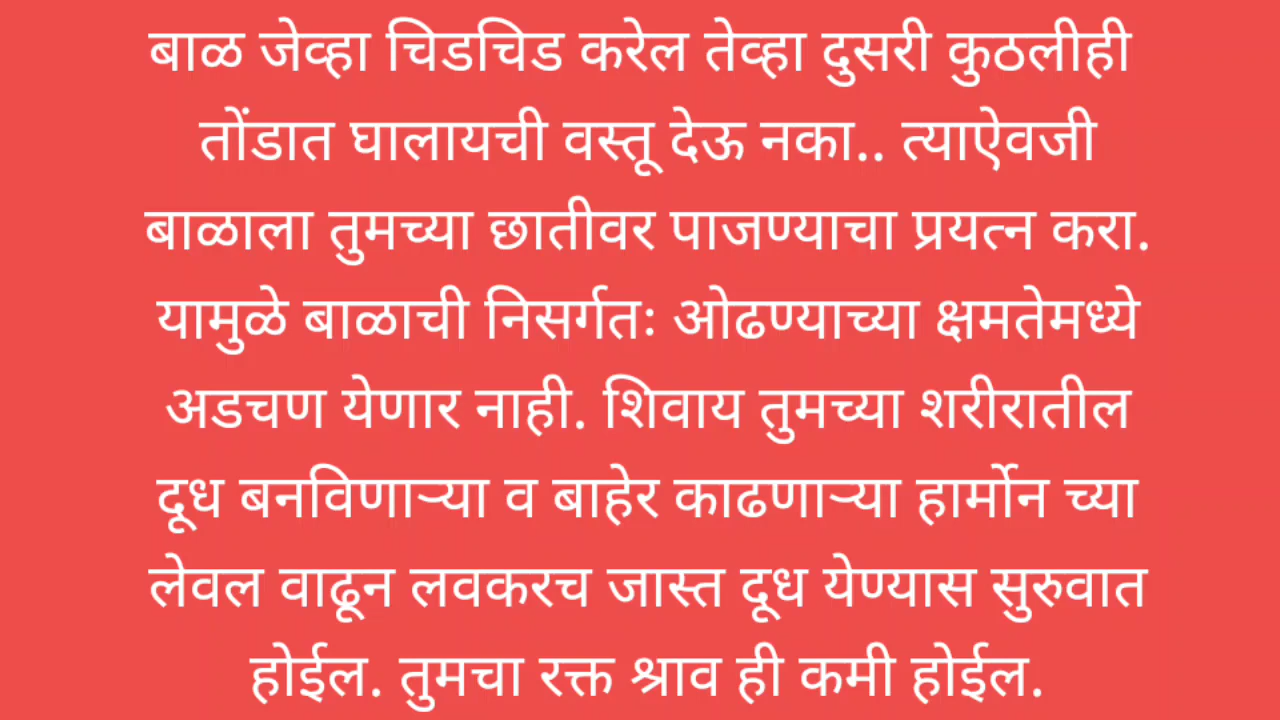 बाळ जेव्हा चिडचिड करेल तेव्हा दुसरी कुठलीही
तोंडात घालायची वस्तू देऊ नका.. त्याऐवजी
बाळाला तुमच्या छातीवर पाजण्याचा प्रयत्न करा.
यामुळे बाळाची निसर्गतः ओढण्याच्या क्षमतेमध्ये
अडचण येणार नाही. शिवाय तुमच्या शरीरातील
दूध बनविणाऱ्या व बाहेर काढणाऱ्या हार्मोन च्या
लेवल वाढून लवकरच जास्त दूध येण्यास सुरुवात
होईल. तुमचा रक्त श्राव ही कमी होईल.